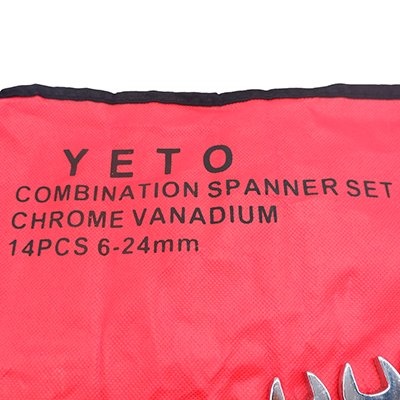 YETO
COMBINATION SPANNER SET
CHROME VANADIUM
14PCS 6-24mm